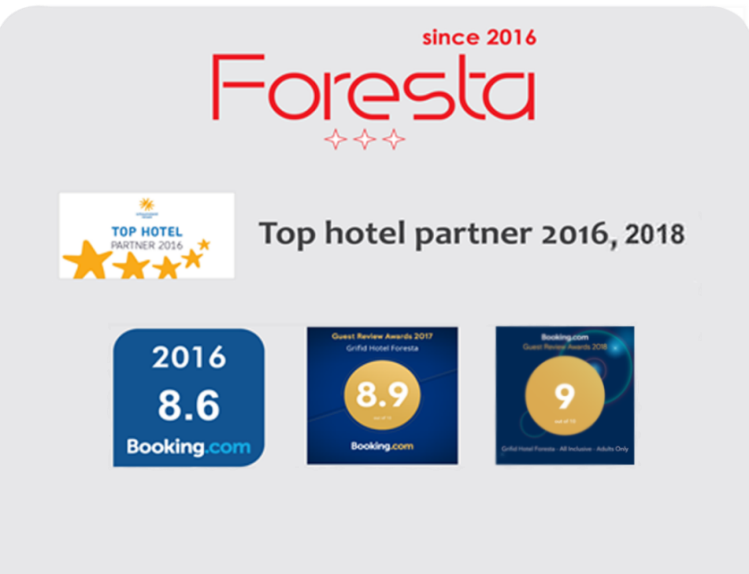 since 2016
Foresta
TOP HOTEL
PARTNER 2016
Top hotel partner 2016, 2018
2016
8.6
Booking.com
Guest Review Awards 2017
Grifid Hotel Foresta
8.9
out of 10
Booking.com
Booking.com
Guest Review Awards 2018
9
out of 10
Grifid Hotel Foresta - All Inclusive - Adults Only